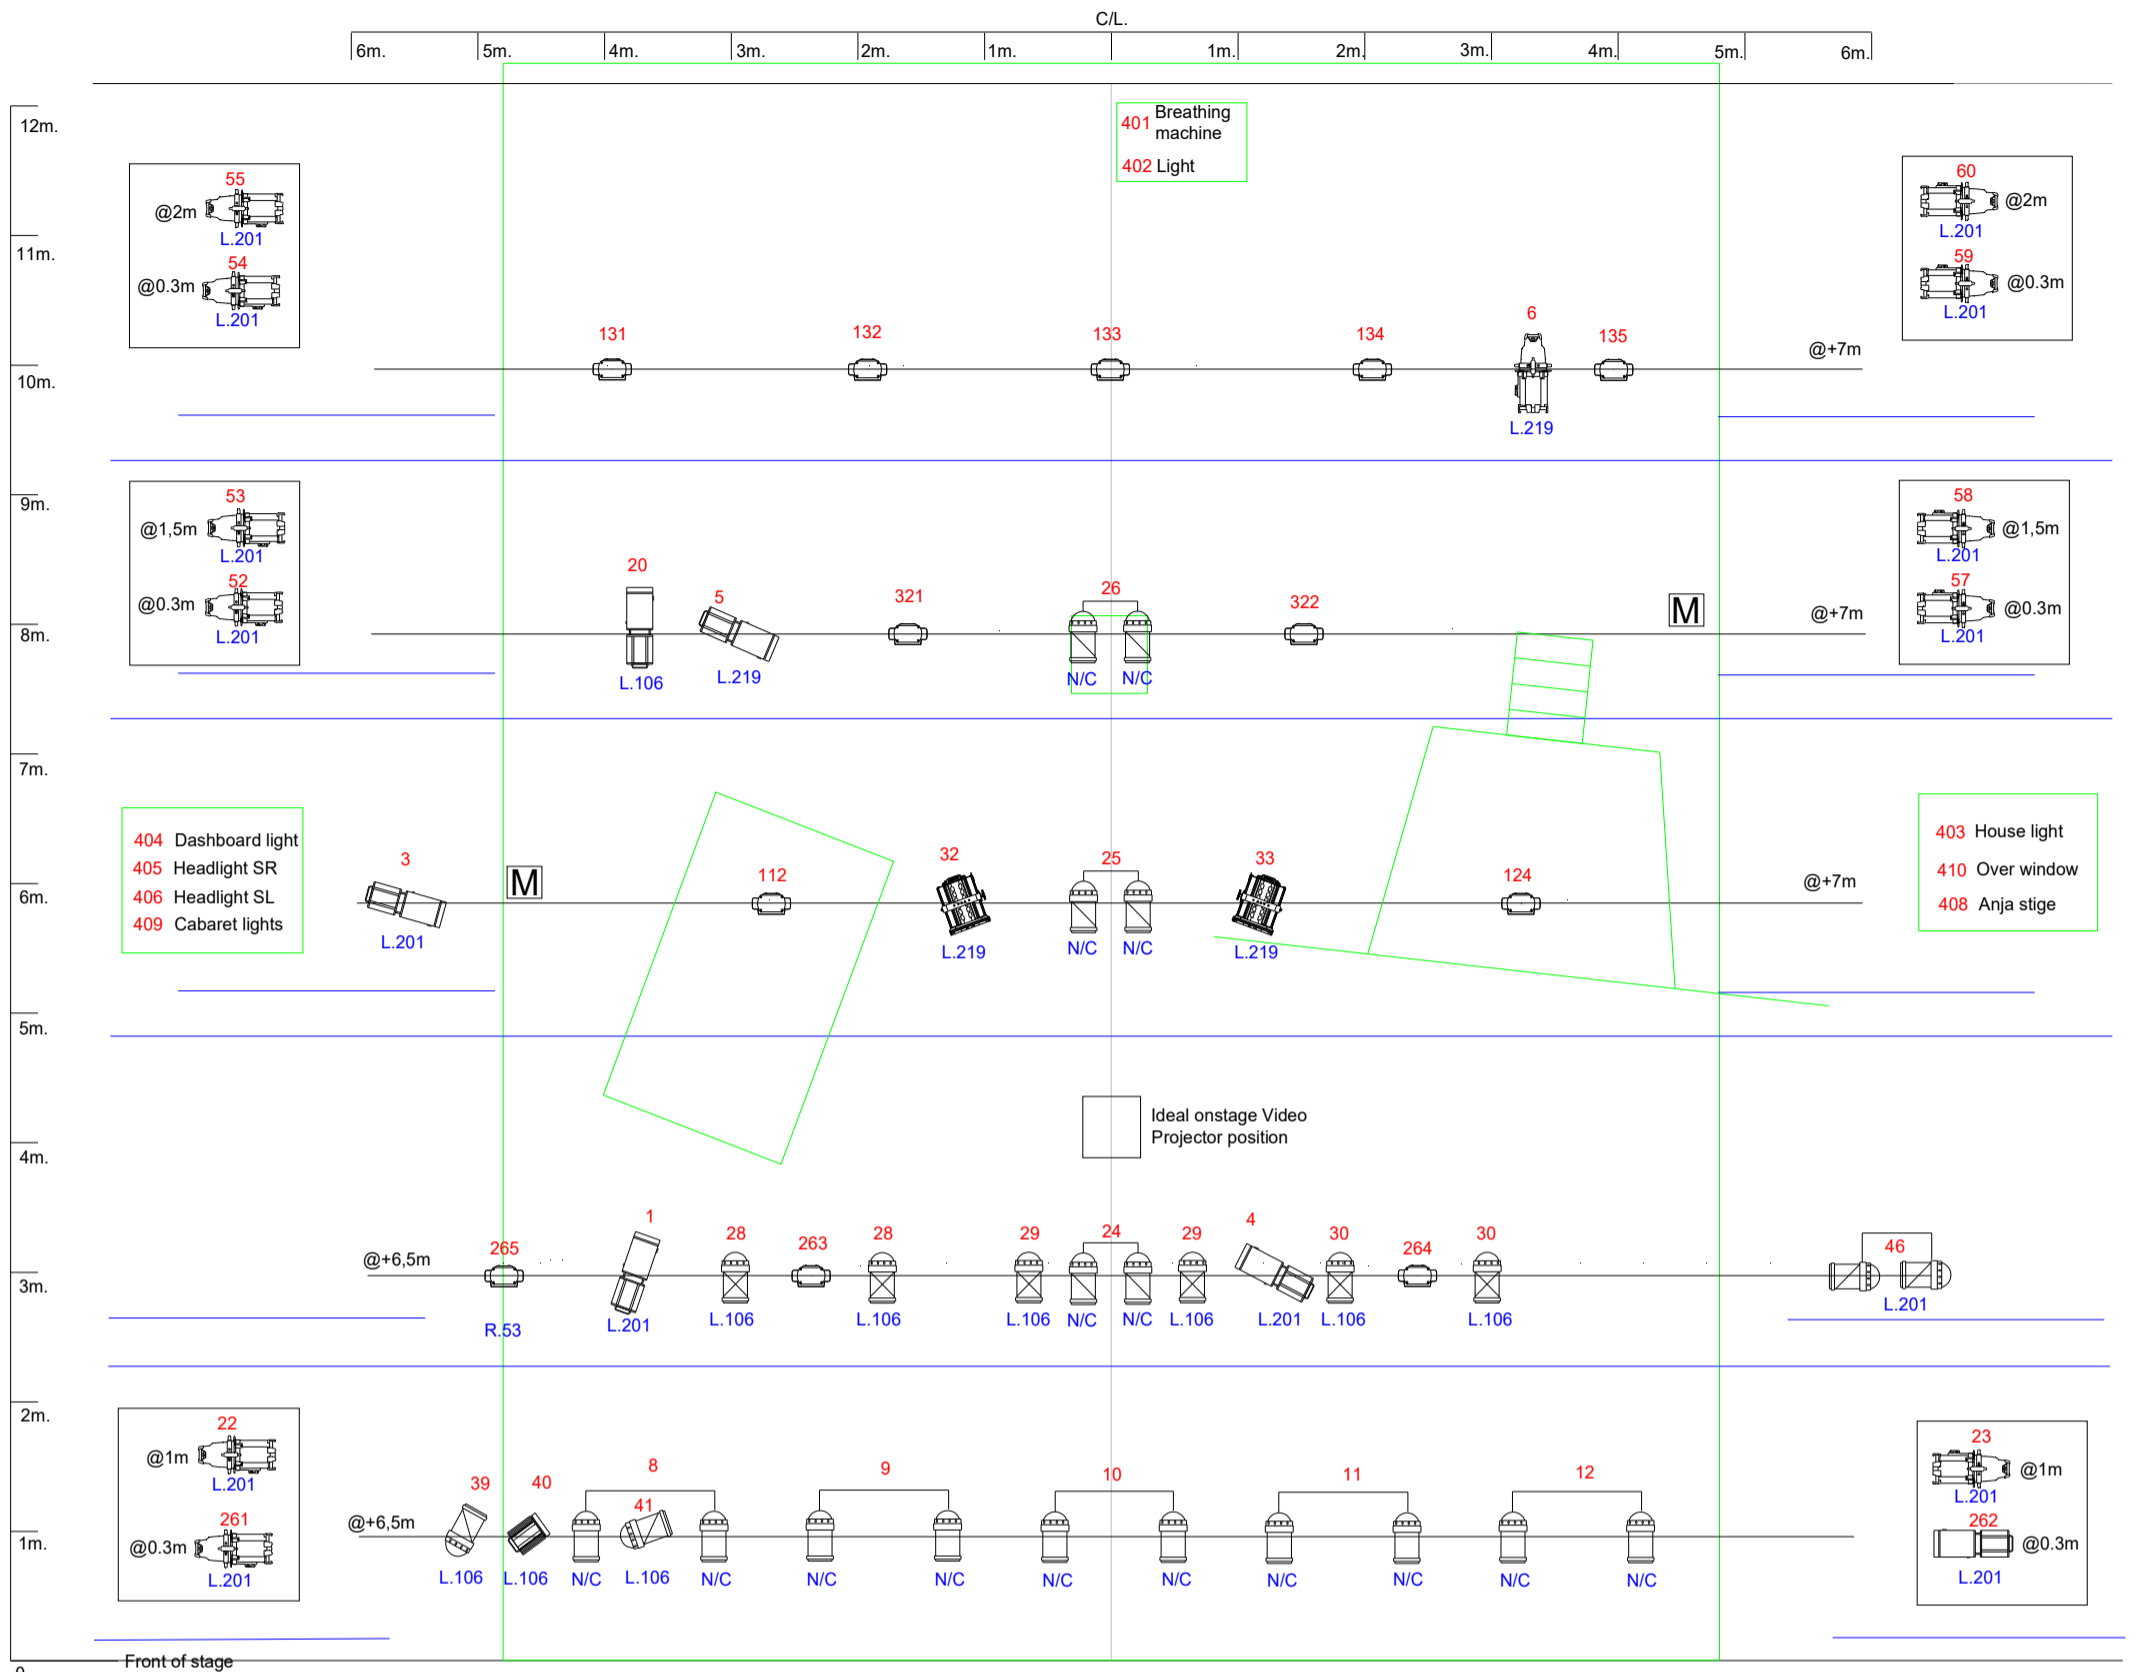 C/L.
6m. 5m. 4m. 3m. 2m. 1m. 1m. 2m. 3m. 4m. 5m. 6m.
12m.
401 Breathing
machine
402 Light
55
@2m
L.201
54
@0.3m
L.201
60
@2m
L.201
59
@0.3m
L.201
11m.
131 132 133 134 6 135
@+7m
10m.
L.219
9m.
53
@1,5m
L.201
52
@0.3m
L.201
58
@1,5m
L.201
57
@0.3m
L.201
20 5 321 26 322
M
@+7m
8m.
L.106 L.219 N/C N/C
7m.
404 Dashboard light
405 Headlight SR
406 Headlight SL
409 Cabaret lights
403 House light
410 Over window
408 Anja stige
3 112 32 25 33 124
M
@+7m
6m.
L.201 L.219 N/C N/C L.219
5m.
Ideal onstage Video
Projector position
4m.
1 28 28 29 24 29 4 30 30
265 263 264 46
@+6,5m
3m.
R.53 L.201 L.106 L.106 L.106 N/C N/C L.106 L.201 L.106 L.106 L.201
2m.
22
@1m
L.201
261
@0.3m
L.201
23
@1m
L.201
262
@0.3m
L.201
39 40 8 41 9 10 11 12
@+6,5m
1m.
L.106 L.106 N/C L.106 N/C N/C N/C N/C N/C N/C N/C N/C N/C
Front of stage